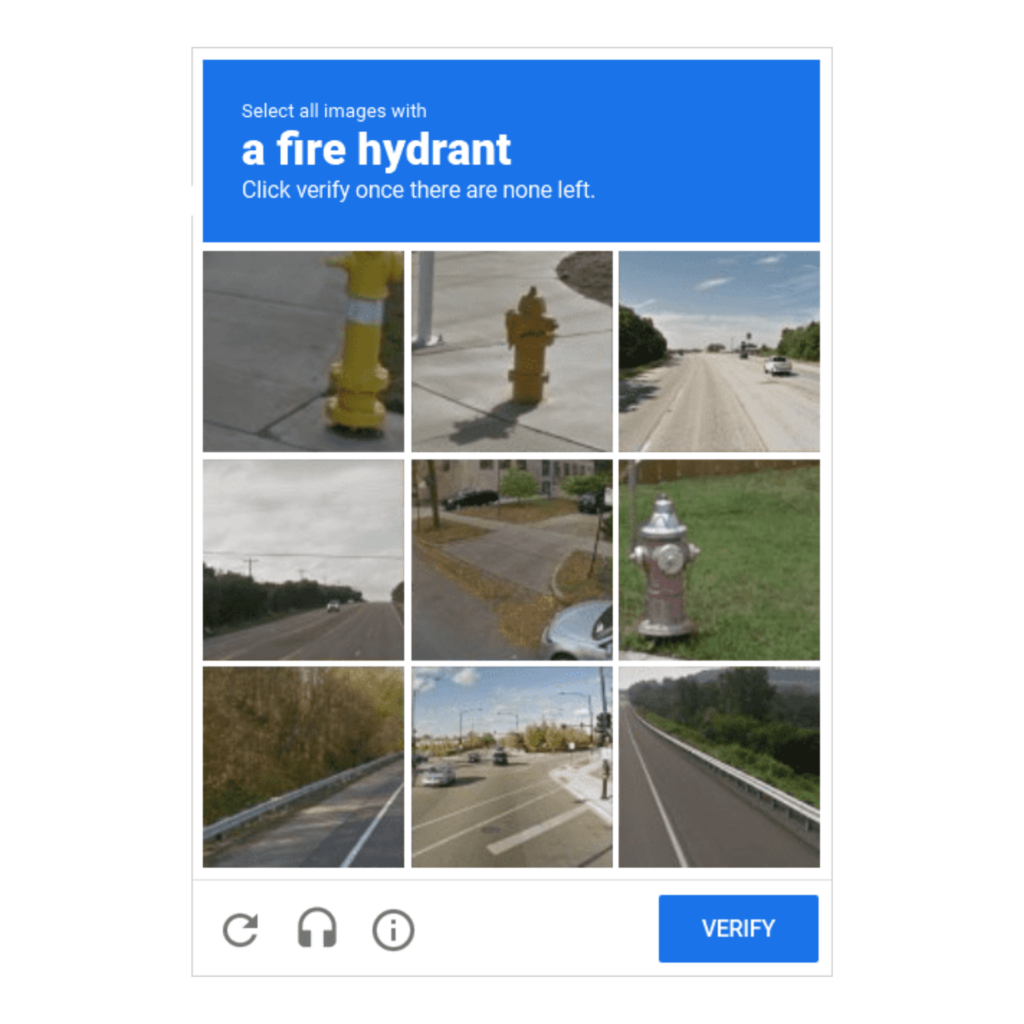 Select all images with
a fire hydrant
Click verify once there are none left.
VERIFY